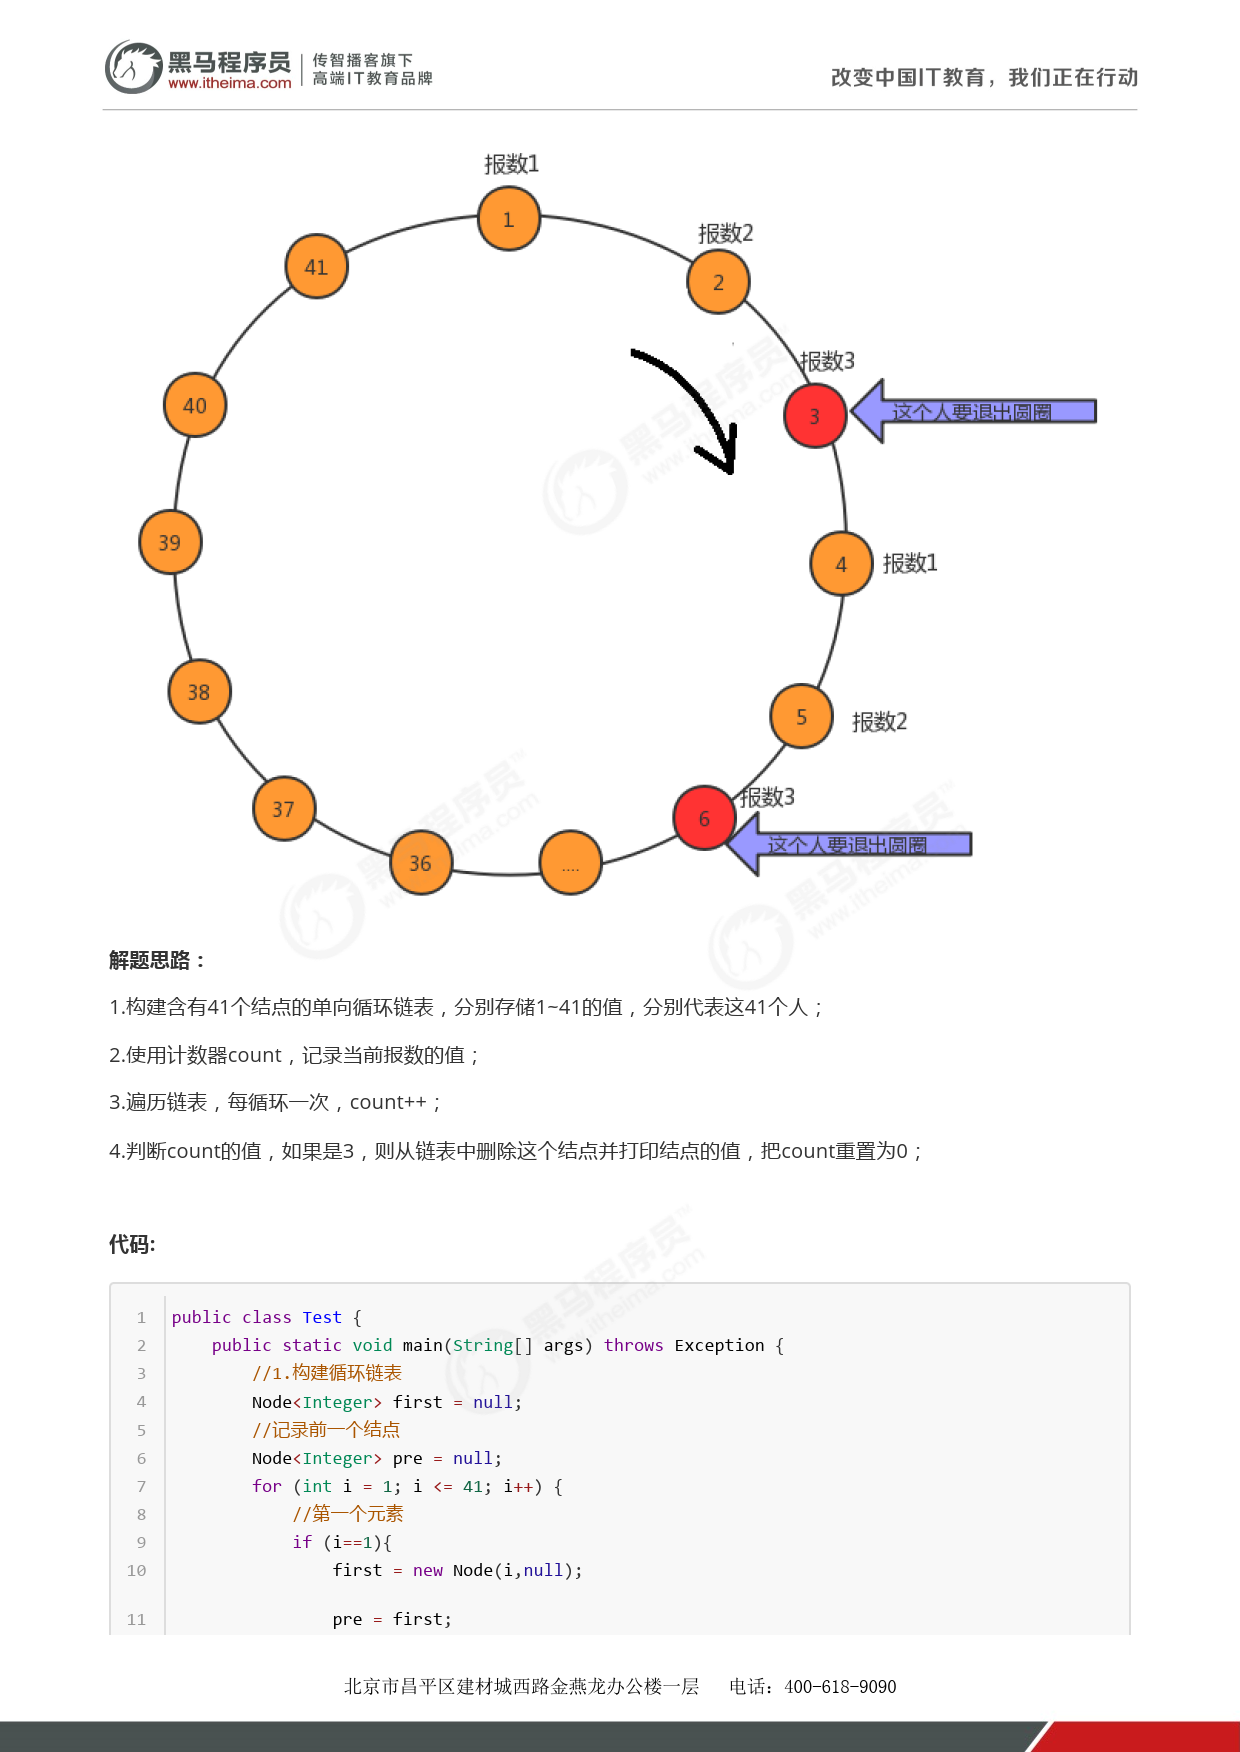 黑马程序员
www.itheima.com
传智播客旗下
高端IT教育品牌
改变中国IT教育，我们正在行动
报数1
1
报数2
2
41
报数3
3
这个人要退出圆圈
40
4
报数1
39
5
报数2
38
报数3
6
这个人要退出圆圈
37
36
....
解题思路：
1.构建含有41个结点的单向循环链表，分别存储1~41的值，分别代表这41个人；
2.使用计数器count，记录当前报数的值；
3.遍历链表，每循环一次，count++；
4.判断count的值，如果是3，则从链表中删除这个结点并打印结点的值，把count重置为0；
代码:
1 public class Test {
2     public static void main(String[] args) throws Exception {
3         //1.构建循环链表
4         Node<Integer> first = null;
5         //记录前一个结点
6         Node<Integer> pre = null;
7         for (int i = 1; i <= 41; i++) {
8             //第一个元素
9             if (i==1){
10                 first = new Node(i,null);
11                 pre = first;
北京市昌平区建材城西路金燕龙办公楼一层 电话：400-618-9090